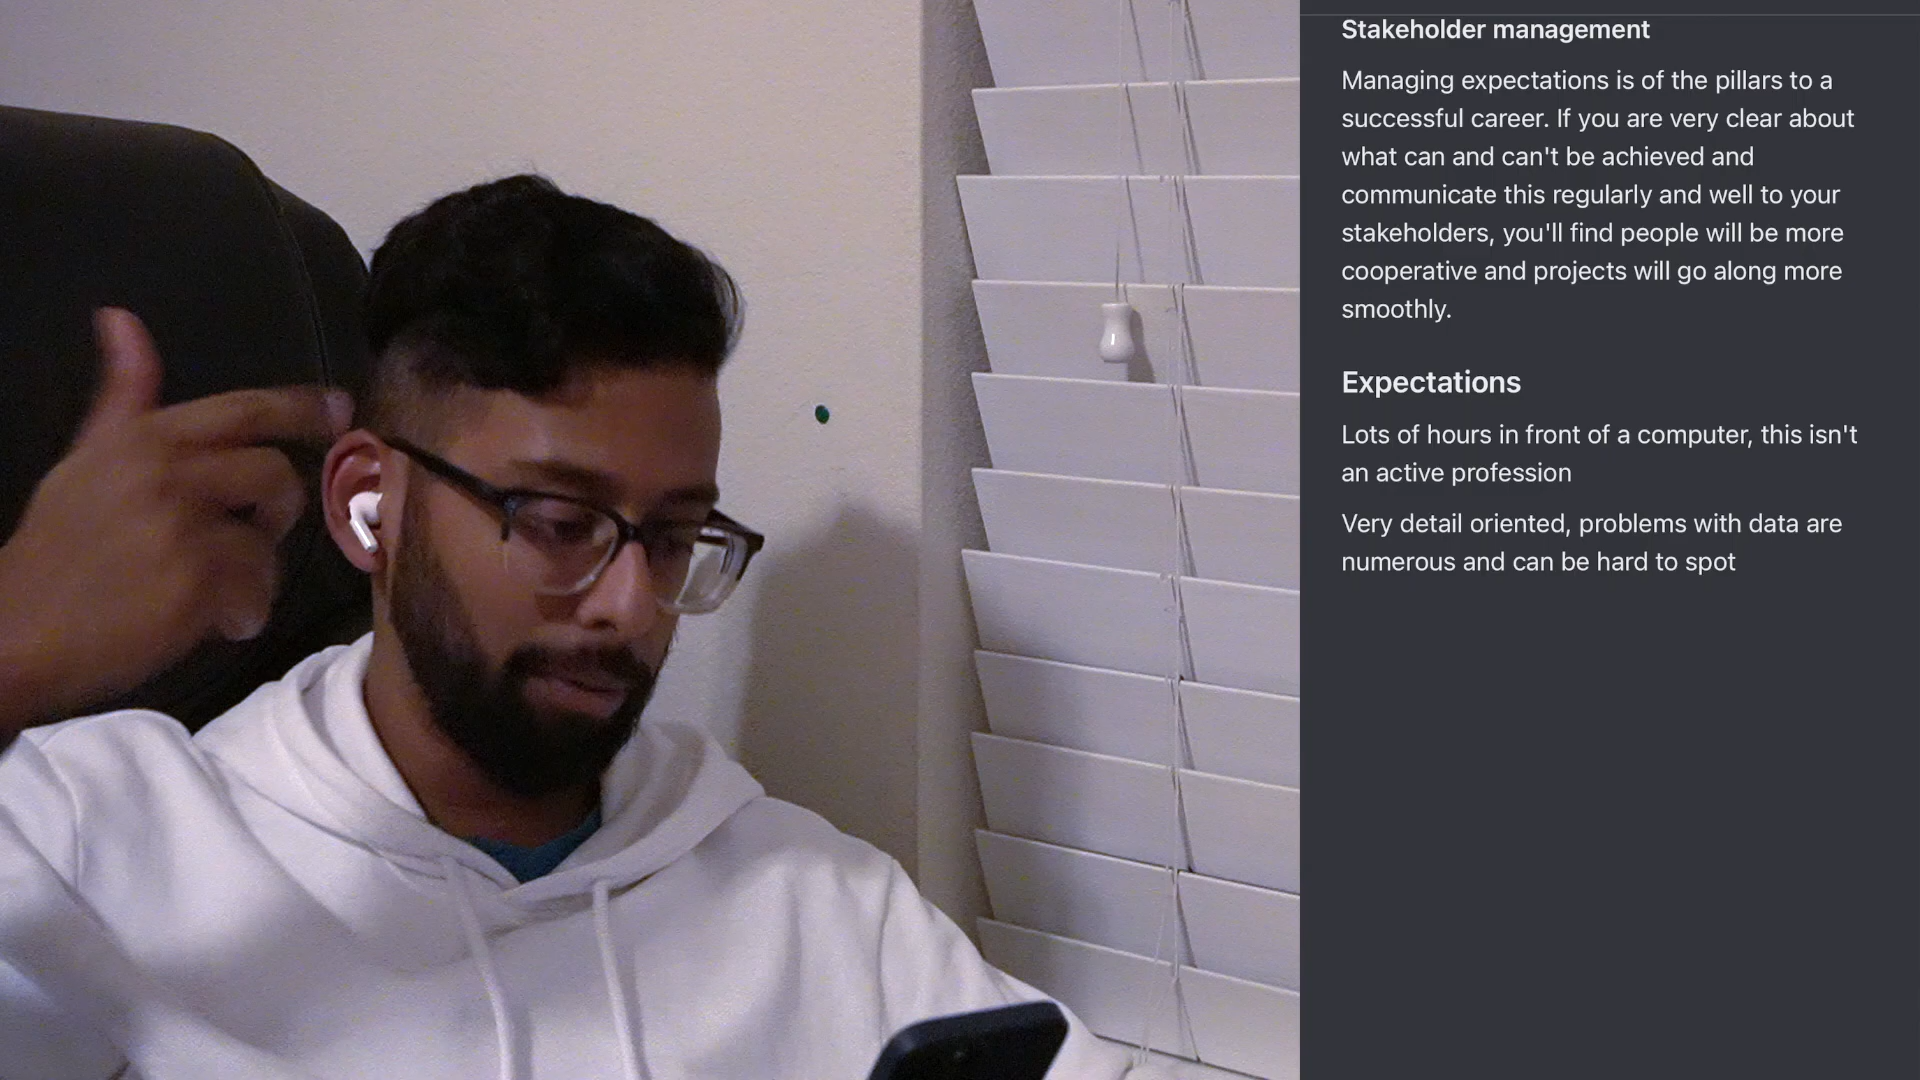 Stakeholder management
Managing expectations is of the pillars to a
successful career. If you are very clear about
what can and can't be achieved and
communicate this regularly and well to your
stakeholders, you'll find people will be more
cooperative and projects will go along more
smoothly.
Expectations
Lots of hours in front of a computer, this isn't
an active profession
Very detail oriented, problems with data are
numerous and can be hard to spot